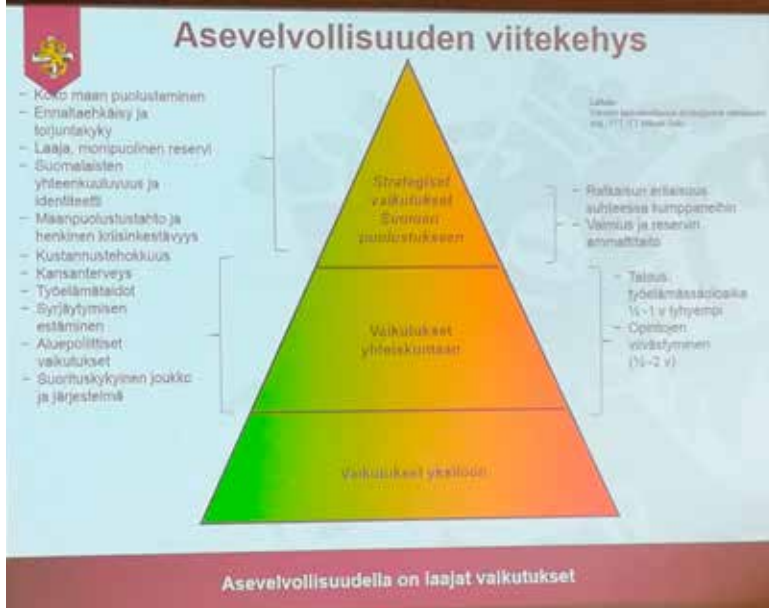 Asevelvollisuuden viitekehys
– Koko maan puolustaminen
– Ennaltaehkäisy ja
torjuntakyky
– Laaja, monipuolinen reservi
– Suomalaisten
yhteenkuuluvuus ja
identiteetti
– Maanpuolustustahto ja
henkinen kriisinkestävyys
– Kustannustehokkuus
– Kansanterveys
– Työelämätaidot
– Syrjäytymisen
estäminen
– Aluepoliittiset
vaikutukset
– Suorituskykyinen joukko
ja järjestelmä
Strategiset
vaikutukset
Suomen
puolustukseen
Vaikutukset
yhteiskuntaan
Vaikutukset yksilöön
– Ratkaisun erilaisuus
suhteessa kumppaneihin
– Valmius ja reservin
ammattitaito
– Talous,
työelämässäoloaika
½ -1 v lyhyempi
– Opintojen
viivästyminen
(½ -2 v)
Asevelvollisuudella on laajat vaikutukset